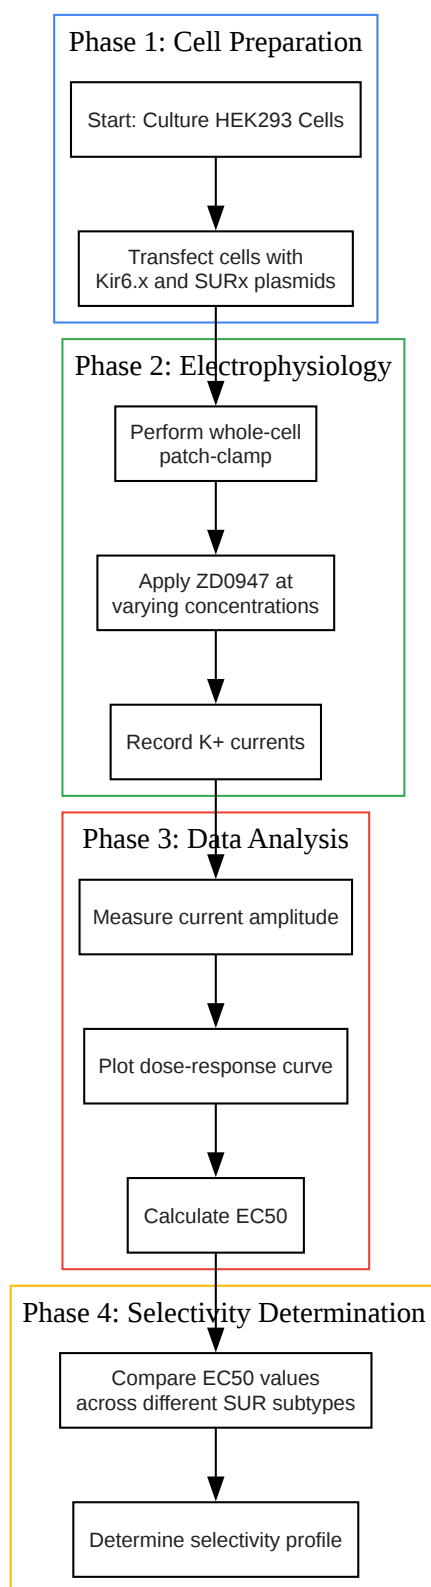 Phase 1: Cell Preparation
Start: Culture HEK293 Cells
Transfect cells with
Kir6.x and SURx plasmids
Phase 2: Electrophysiology
Perform whole-cell
patch-clamp
Apply ZD0947 at
varying concentrations
Record K+ currents
Phase 3: Data Analysis
Measure current amplitude
Plot dose-response curve
Calculate EC50
Phase 4: Selectivity Determination
Compare EC50 values
across different SUR subtypes
Determine selectivity profile